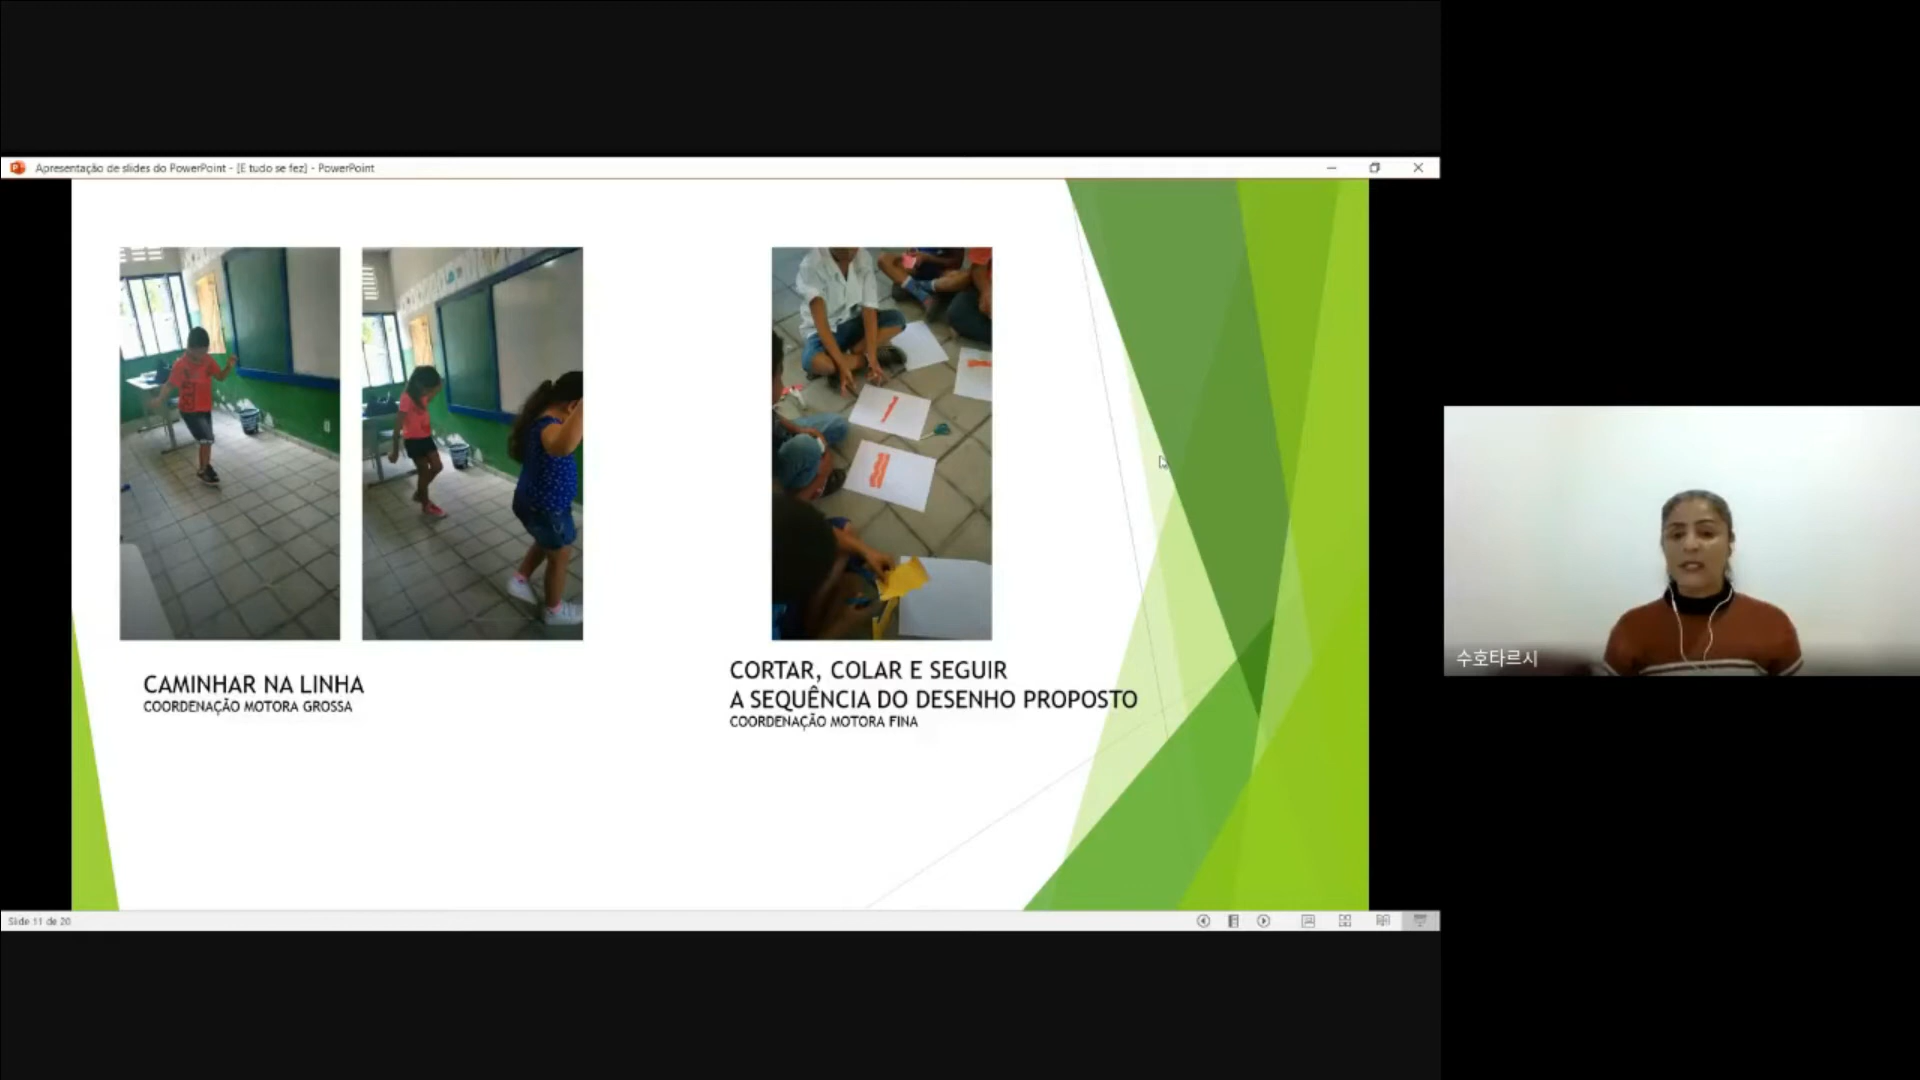 Apresentação de slides do PowerPoint - [E tudo se fez] - PowerPoint
CAMINHAR NA LINHA
COORDENAÇÃO MOTORA GROSSA
CORTAR, COLAR E SEGUIR
A SEQUÊNCIA DO DESENHO PROPOSTO
COORDENAÇÃO MOTORA FINA
수호타르시
Slide 11 de 20